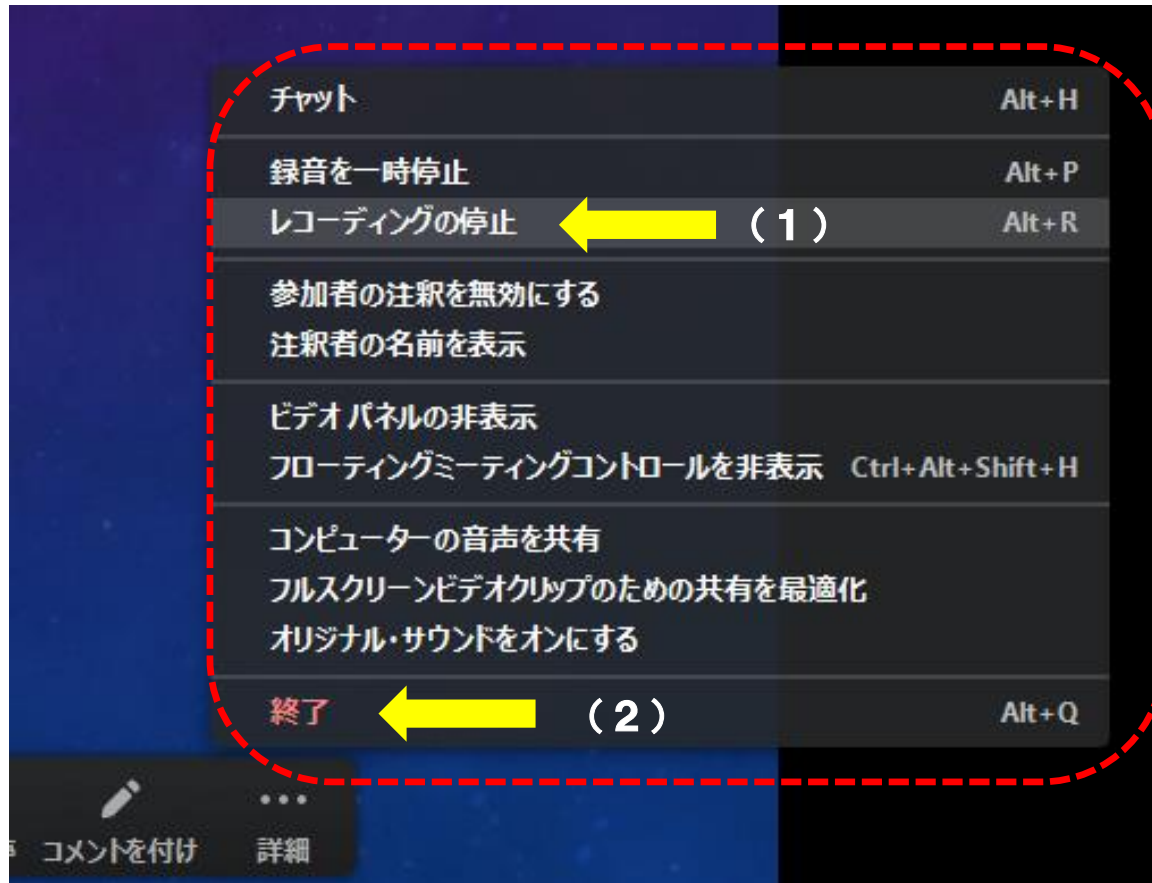 チャット Alt+H
録音を一時停止 Alt+P
レコーディングの停止 （1） Alt+R
参加者の注釈を無効にする
注釈者の名前を表示
ビデオ パネルの非表示
フローティングミーティングコントロールを非表示 Ctrl+Alt+Shift+H
コンピューターの音声を共有
フルスクリーンビデオクリップのための共有を最適化
オリジナル・サウンドをオンにする
終了 （2） Alt+Q
コメントを付け 詳細